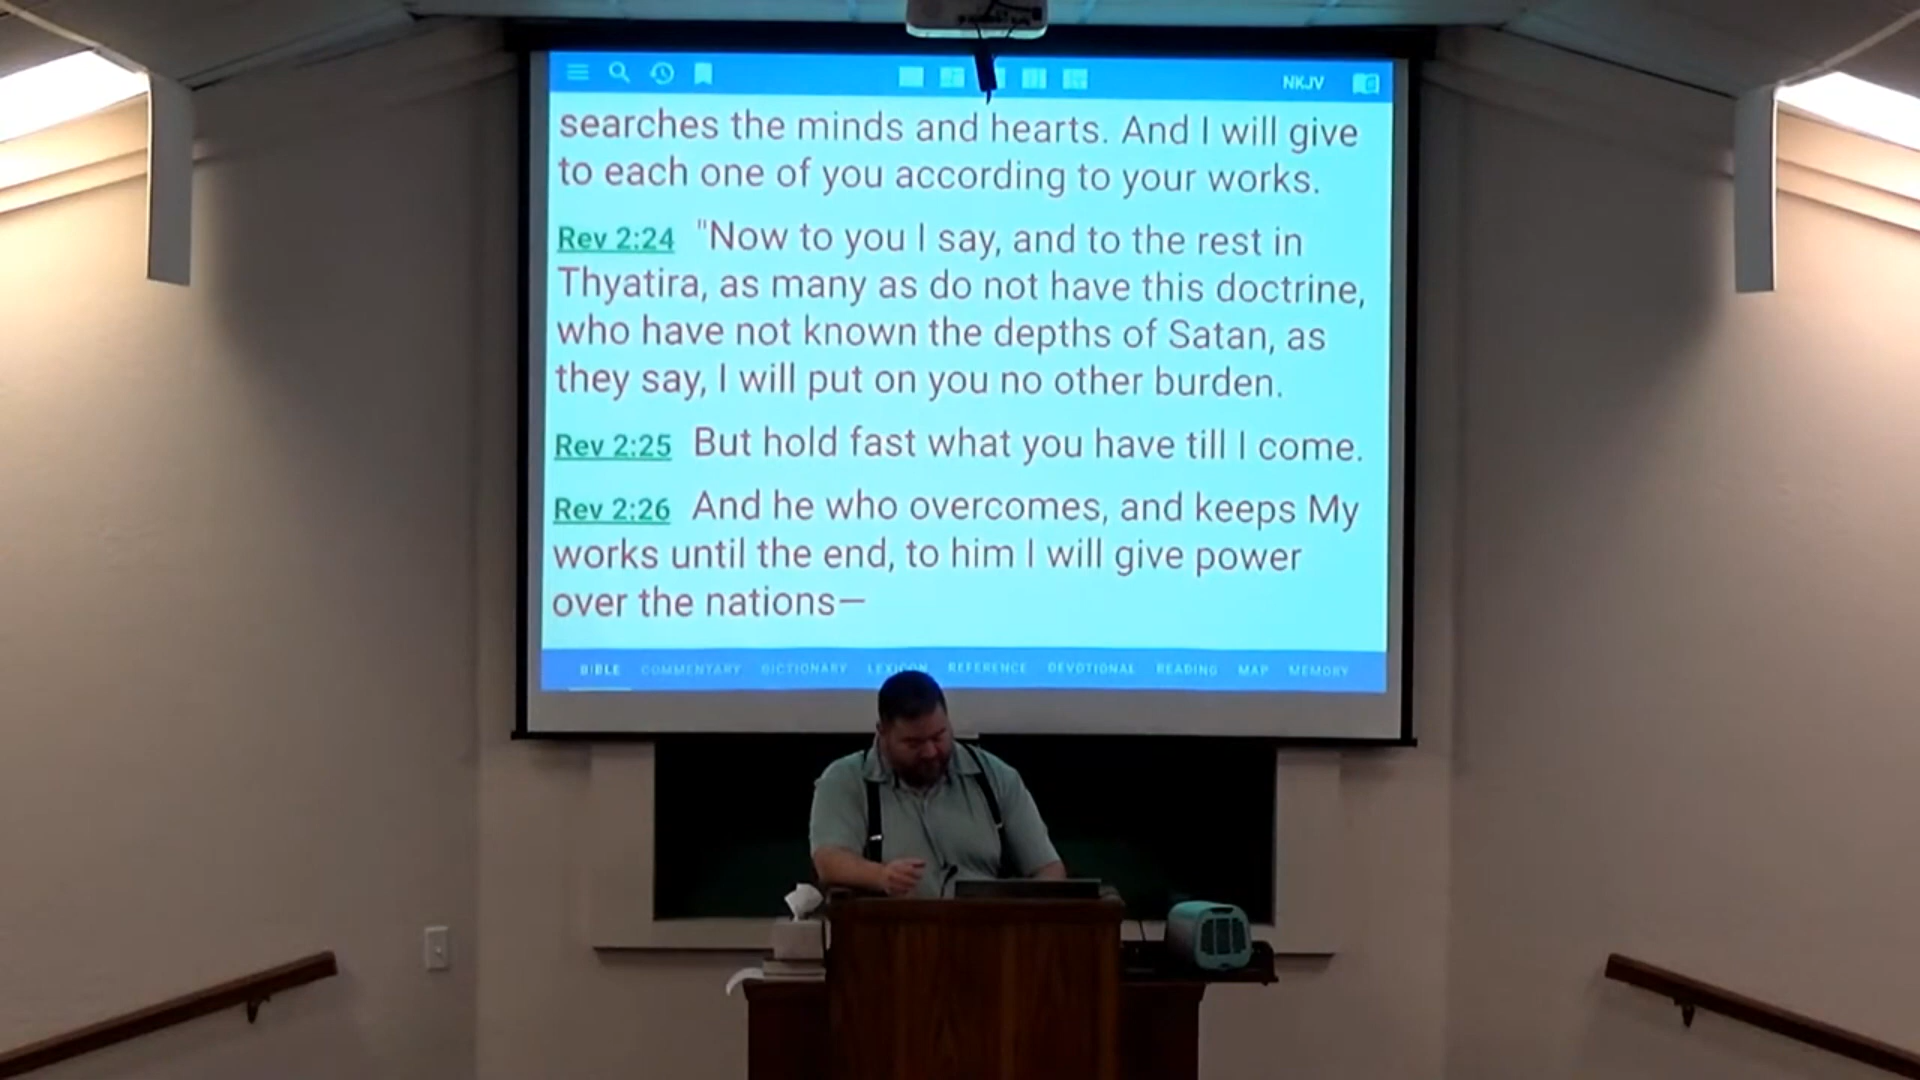 NKJV
searches the minds and hearts. And I will give
to each one of you according to your works.
Rev 2:24 "Now to you I say, and to the rest in
Thyatira, as many as do not have this doctrine,
who have not known the depths of Satan, as
they say, I will put on you no other burden.
Rev 2:25 But hold fast what you have till I come.
Rev 2:26 And he who overcomes, and keeps My
works until the end, to him I will give power
over the nations—
BIBLE COMMENTARY DICTIONARY LEXICON REFERENCE DEVOTIONAL READING MAP MEMORY